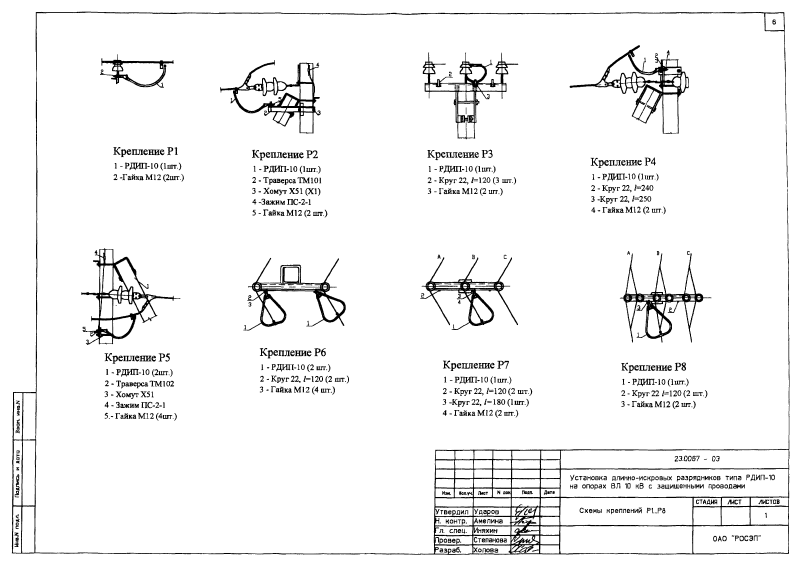 6
Крепление Р1
1 - РДИП-10 (1шт.)
2 -Гайка М12 (2шт.)
Крепление Р2
1 - РДИП-10 (1шт.)
2 - Траверса ТМ101
3 - Хомут Х51 (Х1)
4 -Зажим ПС-2-1
5 - Гайка М12 (2 шт.)
Крепление Р3
1 - РДИП-10 (1шт.)
2 - Круг 22, l=120 (3 шт.)
3 - Гайка М12 (2 шт.)
Крепление Р4
1 - РДИП-10 (1шт.)
2 - Круг 22, l=240
3 -Круг 22, l=250
4 - Гайка М12 (2 шт.)
Крепление Р5
1 - РДИП-10 (2шт.)
2 - Траверса ТМ102
3 - Хомут Х51
4 - Зажим ПС-2-1
5.- Гайка М12 (4шт.)
Крепление Р6
1 - РДИП-10 (2 шт.)
2 - Круг 22, l=120 (2 шт.)
3 - Гайка М12 (4 шт.)
А В С
Крепление Р7
1 - РДИП-10 (1шт.)
2 - Круг 22, l=120 (2 шт.)
3 -Круг 22, l=180 (1шт.)
4 - Гайка М12 (2 шт.)
А В С
Крепление Р8
1 - РДИП-10 (1шт.)
2 - Круг 22 l=120 (2 шт.)
3 - Гайка М12 (2 шт.)
Взам. инв.N
Подпись и дата
Инв.N подл.
23.0067 - 03
Установка длинно-искровых разрядников типа РДИП-10
на опорах ВЛ 10 кВ с защищенными проводами
Изм. Кол.уч. Лист N док. Подп. Дата
Утвердил Ударов
Н. контр. Амелина
Гл. спец. Иняхин
Провер. Степанова
Разраб. Холова
Схемы креплений Р1..Р8
СТАДИЯ ЛИСТ ЛИСТОВ
1
ОАО "РОСЭП"